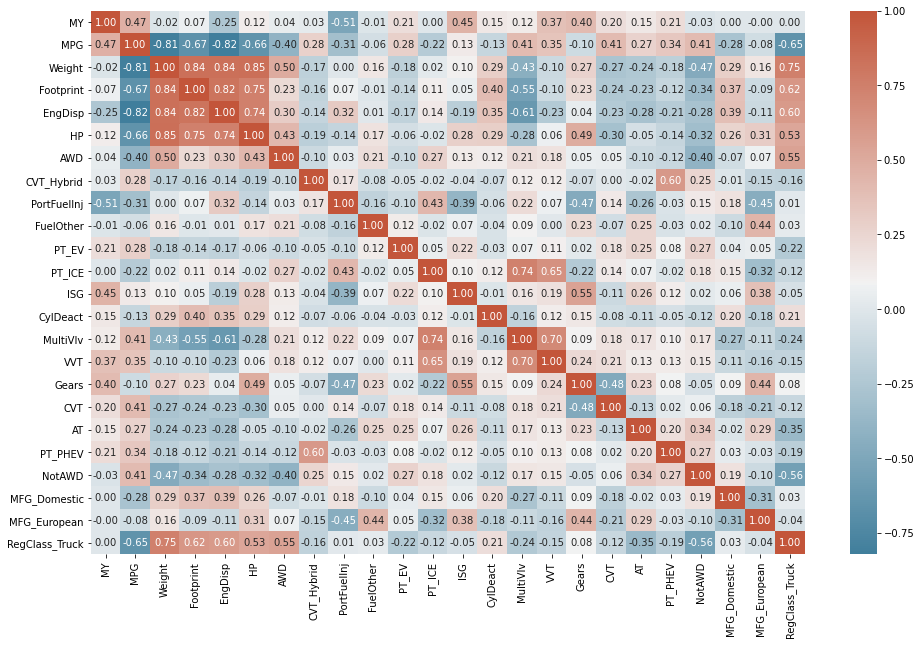 MY 1.00 0.47 -0.02 0.07 -0.25 0.12 0.04 0.03 -0.51 -0.01 0.21 0.00 0.45 0.15 0.12 0.37 0.40 0.20 0.15 0.21 -0.03 0.00 -0.00 0.00
MPG 0.47 1.00 -0.81 -0.67 -0.82 -0.66 -0.40 0.28 -0.31 -0.06 0.28 -0.22 0.13 -0.13 0.41 0.35 -0.10 0.41 0.27 0.34 0.41 -0.28 -0.08 -0.65
Weight -0.02 -0.81 1.00 0.84 0.84 0.85 0.50 -0.17 0.00 0.16 -0.18 -0.02 0.10 0.29 -0.43 -0.10 0.27 -0.27 -0.24 -0.18 -0.47 0.29 0.16 0.75
Footprint 0.07 -0.67 0.84 1.00 0.82 0.75 0.23 -0.16 0.07 -0.01 -0.14 0.11 0.05 0.40 -0.55 -0.10 0.23 -0.24 -0.23 -0.12 -0.34 0.37 -0.09 0.62
EngDisp -0.25 -0.82 0.84 0.82 1.00 0.74 0.30 -0.14 0.32 0.01 -0.17 0.14 -0.19 0.35 -0.61 -0.23 0.04 -0.23 -0.28 -0.21 -0.28 0.39 -0.11 0.60
HP 0.12 -0.66 0.85 0.75 0.74 1.00 0.43 -0.19 -0.14 0.17 -0.06 -0.02 0.28 0.29 -0.28 0.06 0.49 -0.30 -0.05 -0.14 -0.32 0.26 0.31 0.53
AWD 0.04 -0.40 0.50 0.23 0.30 0.43 1.00 -0.10 0.03 0.21 -0.10 0.27 0.13 0.12 0.21 0.18 0.05 0.05 -0.10 -0.12 -0.40 -0.07 0.07 0.55
CVT_Hybrid 0.03 0.28 -0.17 -0.16 -0.14 -0.19 -0.10 1.00 0.17 -0.08 -0.05 -0.02 -0.04 -0.07 0.12 0.12 -0.07 0.00 -0.02 0.60 0.25 -0.01 -0.15 -0.16
PortFuelInj -0.51 -0.31 0.00 0.07 0.32 -0.14 0.03 0.17 1.00 -0.16 -0.10 0.43 -0.39 -0.06 0.22 0.07 -0.47 0.14 -0.26 -0.03 0.15 0.18 -0.45 0.01
FuelOther -0.01 -0.06 0.16 -0.01 0.01 0.17 0.21 -0.08 -0.16 1.00 0.12 -0.02 0.07 -0.04 0.09 0.00 0.23 -0.07 0.25 -0.03 0.02 -0.10 0.44 0.03
PT_EV 0.21 0.28 -0.18 -0.14 -0.17 -0.06 -0.10 -0.05 -0.10 0.12 1.00 0.05 0.22 -0.03 0.07 0.11 0.02 0.18 0.25 0.08 0.27 0.04 0.05 -0.22
PT_ICE 0.00 -0.22 -0.02 0.11 0.14 -0.02 0.27 -0.02 0.43 -0.02 0.05 1.00 0.10 0.12 0.74 0.65 -0.22 0.14 0.07 -0.02 0.18 0.15 -0.32 -0.12
ISG 0.45 0.13 0.10 0.05 -0.19 0.28 0.13 -0.04 -0.39 0.07 0.22 0.10 1.00 -0.01 0.16 0.19 0.55 -0.11 0.26 0.12 0.02 0.06 0.38 -0.05
CylDeact 0.15 -0.13 0.29 0.40 0.35 0.29 0.12 -0.07 -0.06 -0.04 -0.03 0.12 -0.01 1.00 -0.16 0.12 0.15 -0.08 -0.11 -0.05 -0.12 0.20 -0.18 0.21
MultiVlv 0.12 0.41 -0.43 -0.55 -0.61 -0.28 0.21 0.12 0.22 0.09 0.07 0.74 0.16 -0.16 1.00 0.70 0.09 0.18 0.17 0.10 0.17 -0.27 -0.11 -0.24
VVT 0.37 0.35 -0.10 -0.10 -0.23 0.06 0.18 0.12 0.07 0.00 0.11 0.65 0.19 0.12 0.70 1.00 0.24 0.21 0.13 0.13 0.15 -0.11 -0.16 -0.15
Gears 0.40 -0.10 0.27 0.23 0.04 0.49 0.05 -0.07 -0.47 0.23 0.02 -0.22 0.55 0.15 0.09 0.24 1.00 -0.48 0.23 0.08 -0.05 0.09 0.44 0.08
CVT 0.20 0.41 -0.27 -0.24 -0.23 -0.30 0.05 0.00 0.14 -0.07 0.18 0.14 -0.11 -0.08 0.18 0.21 -0.48 1.00 -0.13 0.02 0.06 -0.18 -0.21 -0.12
AT 0.15 0.27 -0.24 -0.23 -0.28 -0.05 -0.10 -0.02 -0.26 0.25 0.25 0.07 0.26 -0.11 0.17 0.13 0.23 -0.13 1.00 0.20 0.34 -0.02 0.29 -0.35
PT_PHEV 0.21 0.34 -0.18 -0.12 -0.21 -0.14 -0.12 0.60 -0.03 -0.03 0.08 -0.02 0.12 -0.05 0.10 0.13 0.08 0.02 0.20 1.00 0.27 -0.03 -0.03 -0.19
NotAWD -0.03 0.41 -0.47 -0.34 -0.28 -0.32 -0.40 0.25 0.15 0.02 0.27 0.18 0.02 -0.12 0.17 0.15 -0.05 0.06 0.34 0.27 1.00 0.19 -0.10 -0.56
MFG_Domestic 0.00 -0.28 0.29 0.37 0.39 0.26 -0.07 -0.01 0.18 -0.10 0.04 0.15 0.06 0.20 -0.27 -0.11 0.09 -0.18 -0.02 -0.03 0.19 1.00 -0.31 0.03
MFG_European -0.00 -0.08 0.16 -0.09 -0.11 0.31 0.07 -0.15 -0.45 0.44 0.05 -0.32 0.38 -0.18 -0.11 -0.16 0.44 -0.21 0.29 -0.03 -0.10 -0.31 1.00 -0.04
RegClass_Truck 0.00 -0.65 0.75 0.62 0.60 0.53 0.55 -0.16 0.01 0.03 -0.22 -0.12 -0.05 0.21 -0.24 -0.15 0.08 -0.12 -0.35 -0.19 -0.56 0.03 -0.04 1.00
MY MPG Weight Footprint EngDisp HP AWD CVT_Hybrid PortFuelInj FuelOther PT_EV PT_ICE ISG CylDeact MultiVlv VVT Gears CVT AT PT_PHEV NotAWD MFG_Domestic MFG_European RegClass_Truck
1.00
0.75
0.50
0.25
0.00
−0.25
−0.50
−0.75